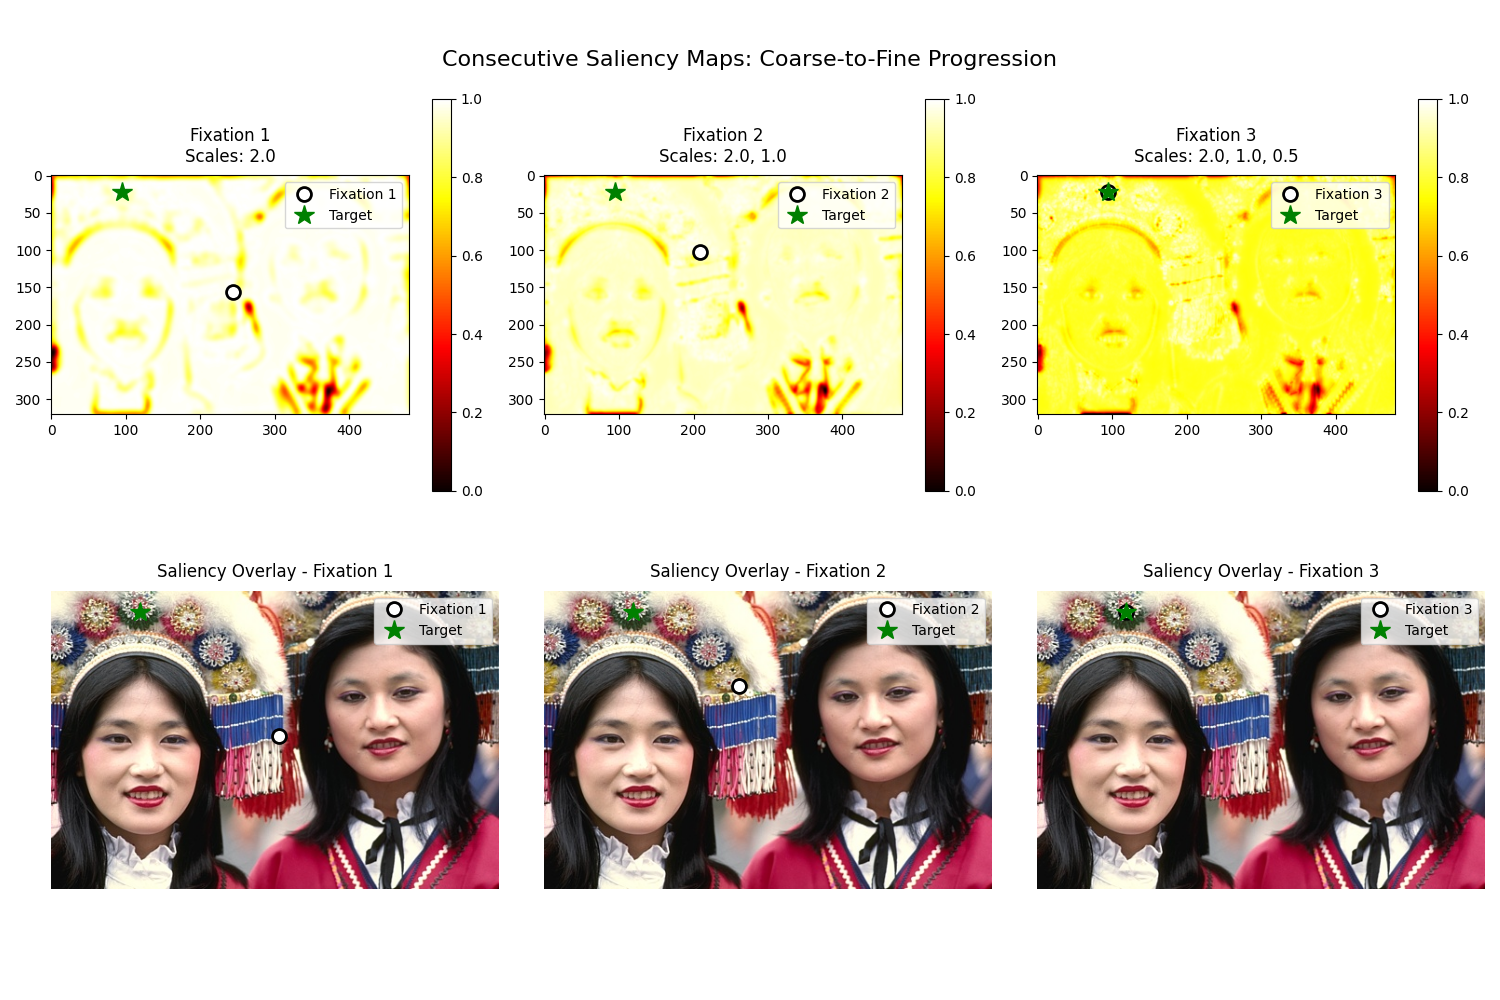 Consecutive Saliency Maps: Coarse-to-Fine Progression
Fixation 1
Scales: 2.0
Fixation 1
Target
0
50
100
150
200
250
300
0
100
200
300
400
1.0
0.8
0.6
0.4
0.2
0.0
Fixation 2
Scales: 2.0, 1.0
Fixation 2
Target
0
50
100
150
200
250
300
0
100
200
300
400
1.0
0.8
0.6
0.4
0.2
0.0
Fixation 3
Scales: 2.0, 1.0, 0.5
Fixation 3
Target
0
50
100
150
200
250
300
0
100
200
300
400
1.0
0.8
0.6
0.4
0.2
0.0
Saliency Overlay - Fixation 1
Fixation 1
Target
Saliency Overlay - Fixation 2
Fixation 2
Target
Saliency Overlay - Fixation 3
Fixation 3
Target